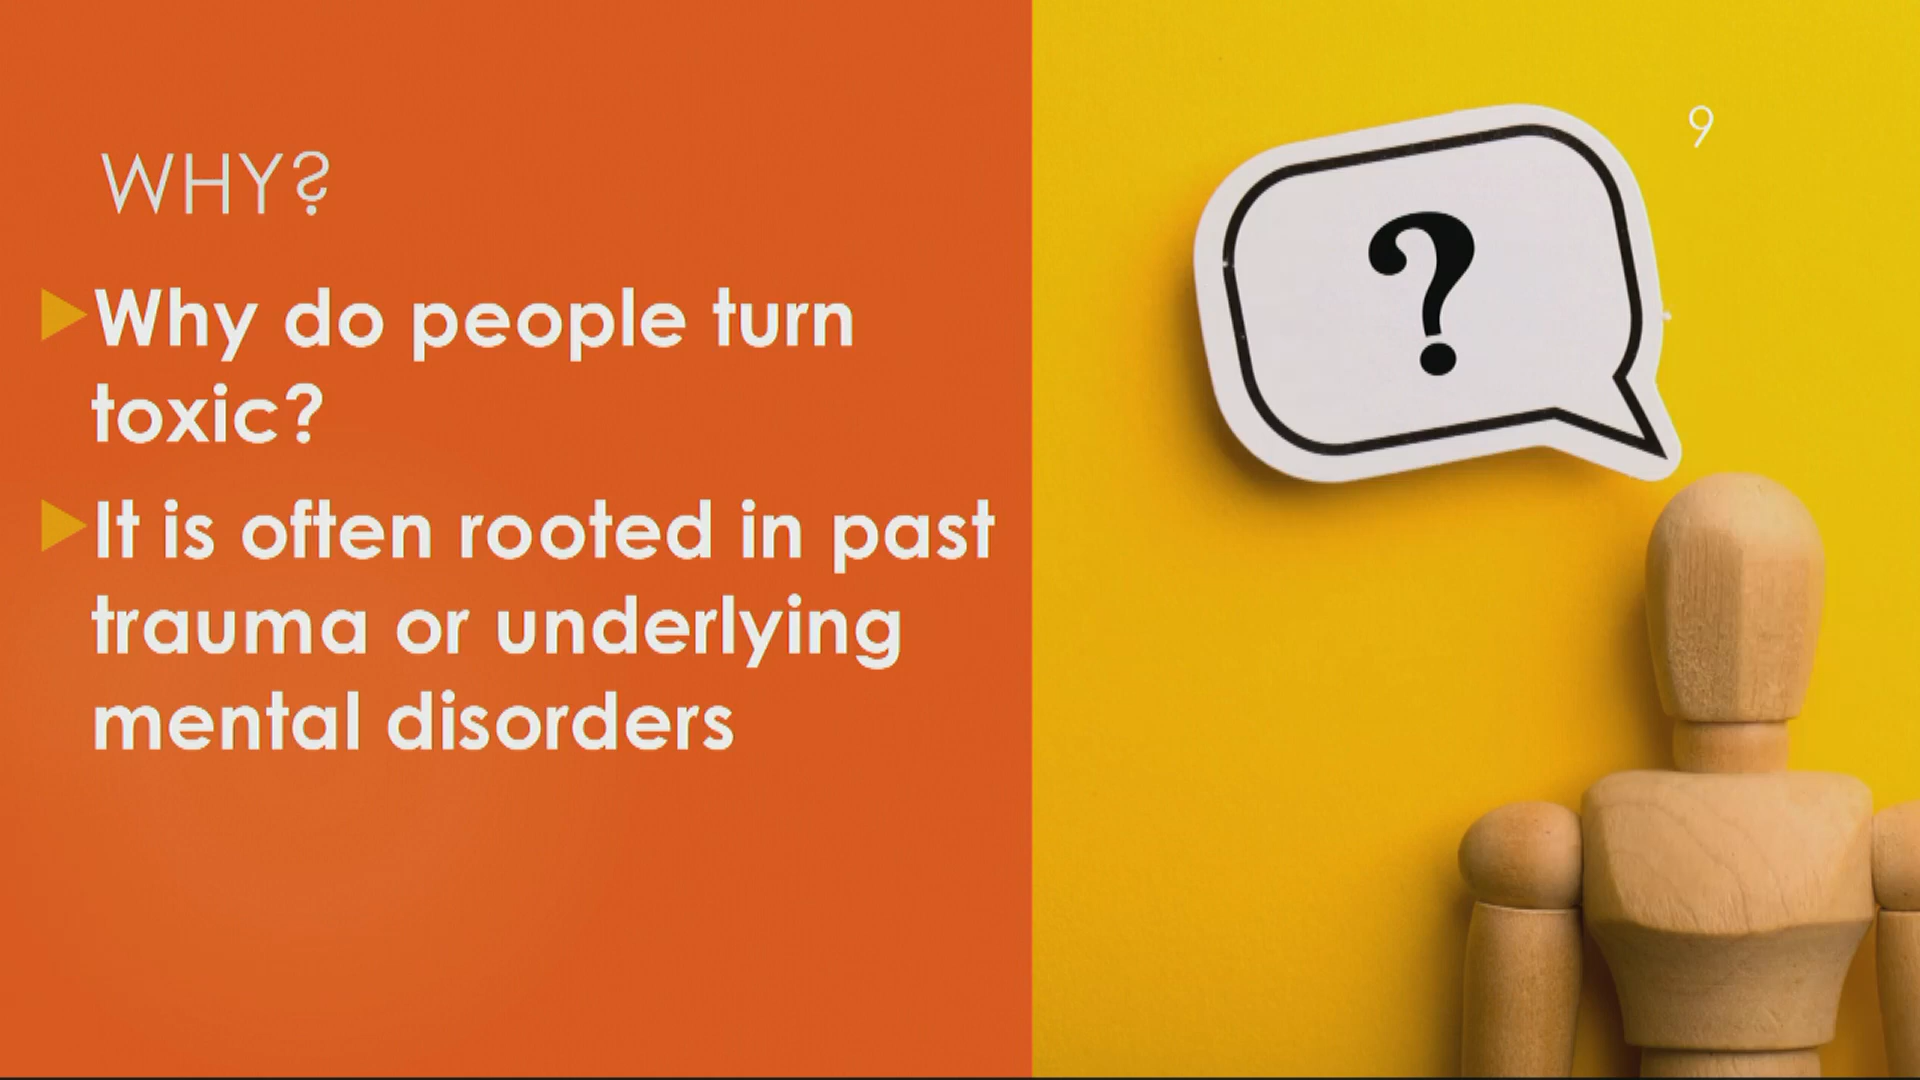 WHY?
Why do people turn
toxic?
It is often rooted in past
trauma or underlying
mental disorders
?
9